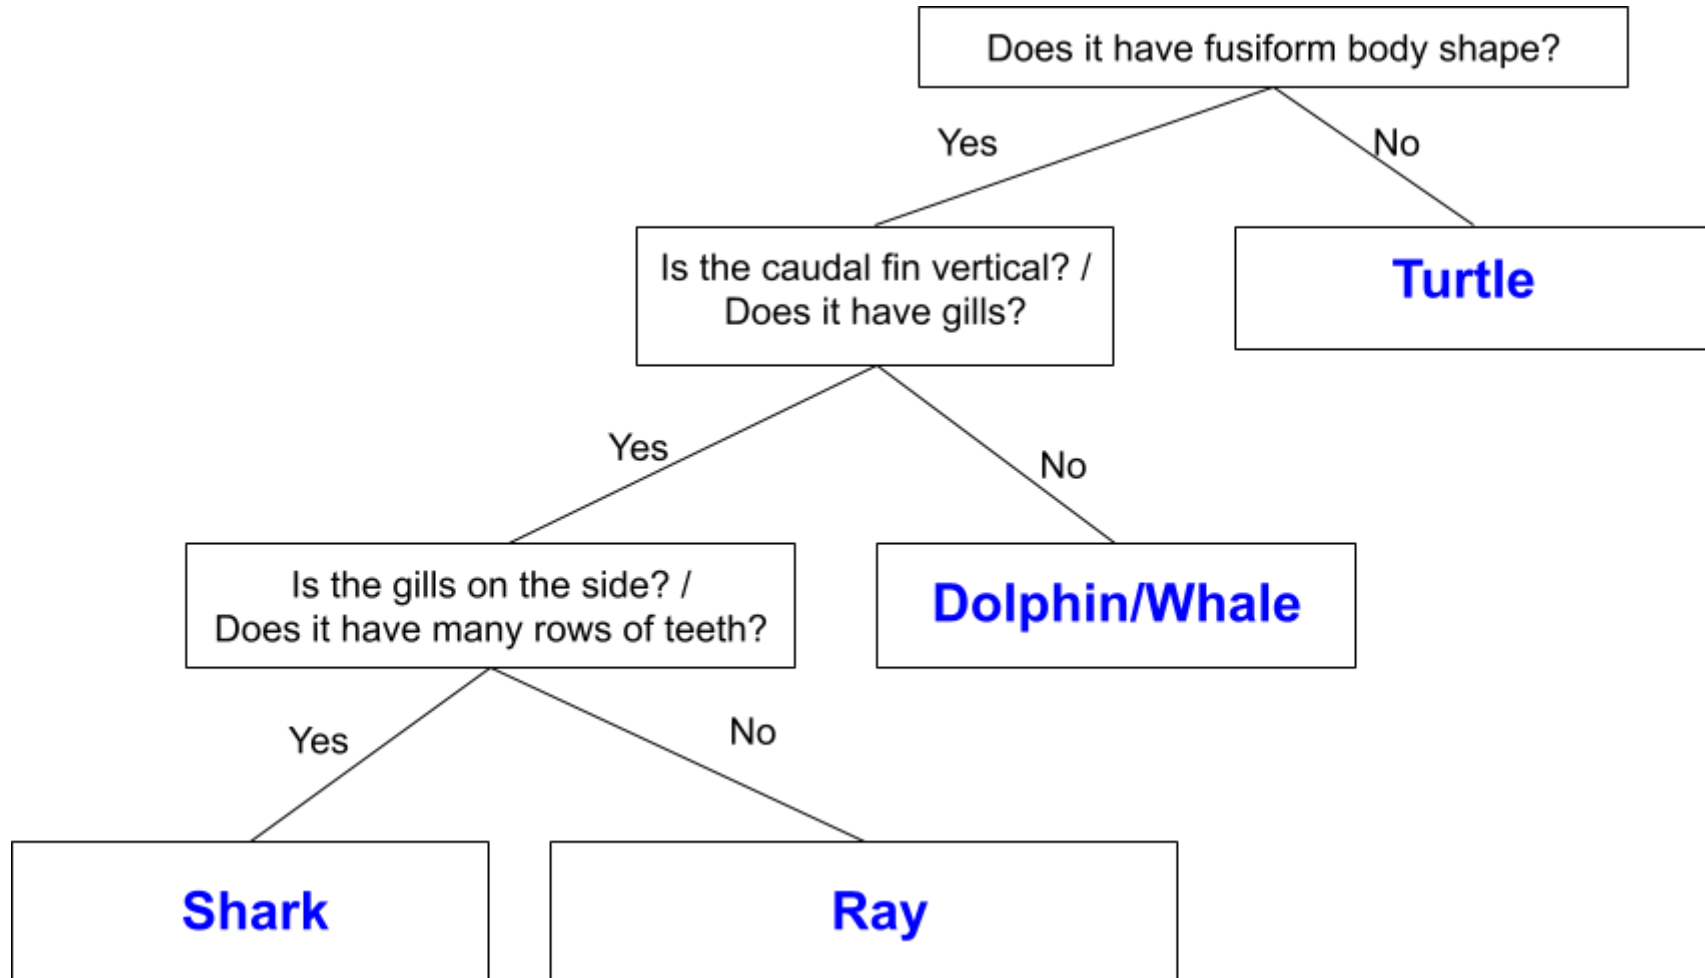 Does it have fusiform body shape?
Yes
No
Is the caudal fin vertical? /
Does it have gills?
Turtle
Yes
No
Is the gills on the side? /
Does it have many rows of teeth?
Dolphin/Whale
Yes
No
Shark
Ray